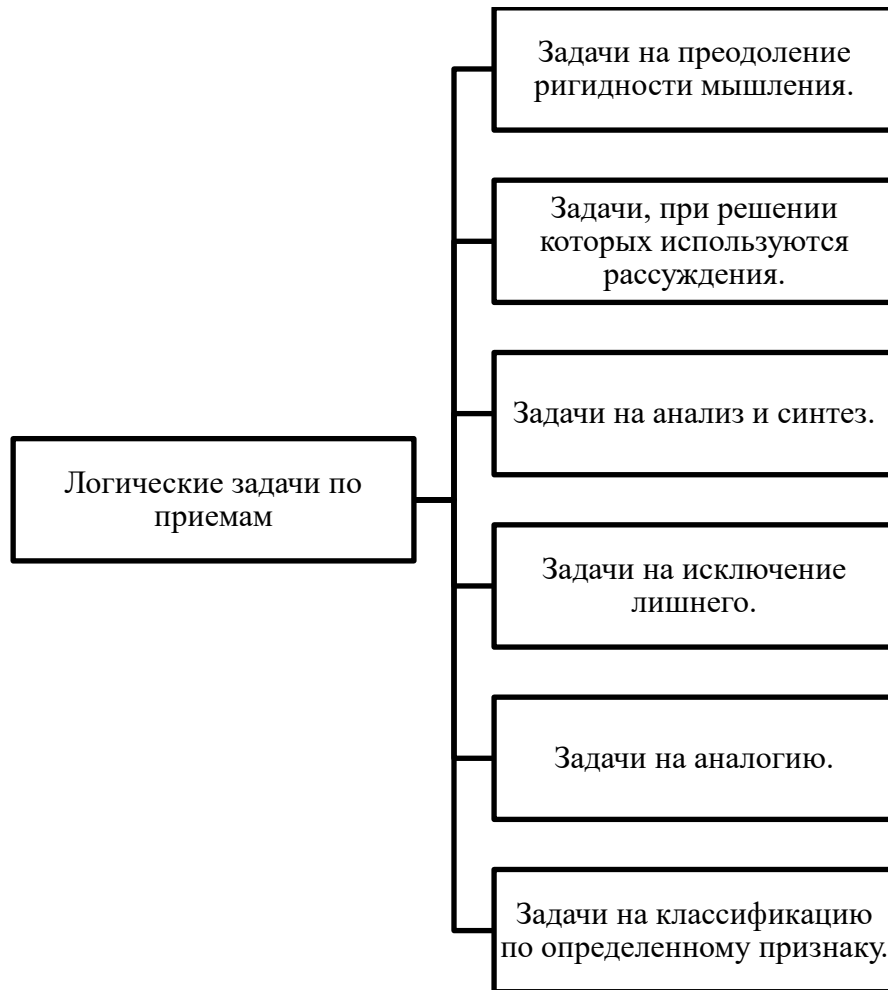 Задачи на преодоление
ригидности мышления.
Задачи, при решении
которых используются
рассуждения.
Задачи на анализ и синтез.
Логические задачи по
приемам
Задачи на исключение
лишнего.
Задачи на аналогию.
Задачи на классификацию
по определенному признаку.